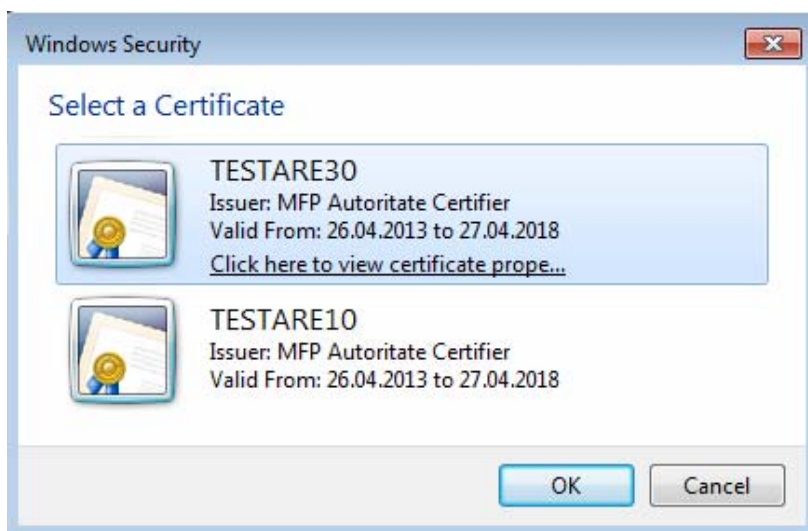 Windows Security
Select a Certificate
TESTARE30
Issuer: MFP Autoritate Certifier
Valid From: 26.04.2013 to 27.04.2018
Click here to view certificate prope...
TESTARE10
Issuer: MFP Autoritate Certifier
Valid From: 26.04.2013 to 27.04.2018
OK Cancel